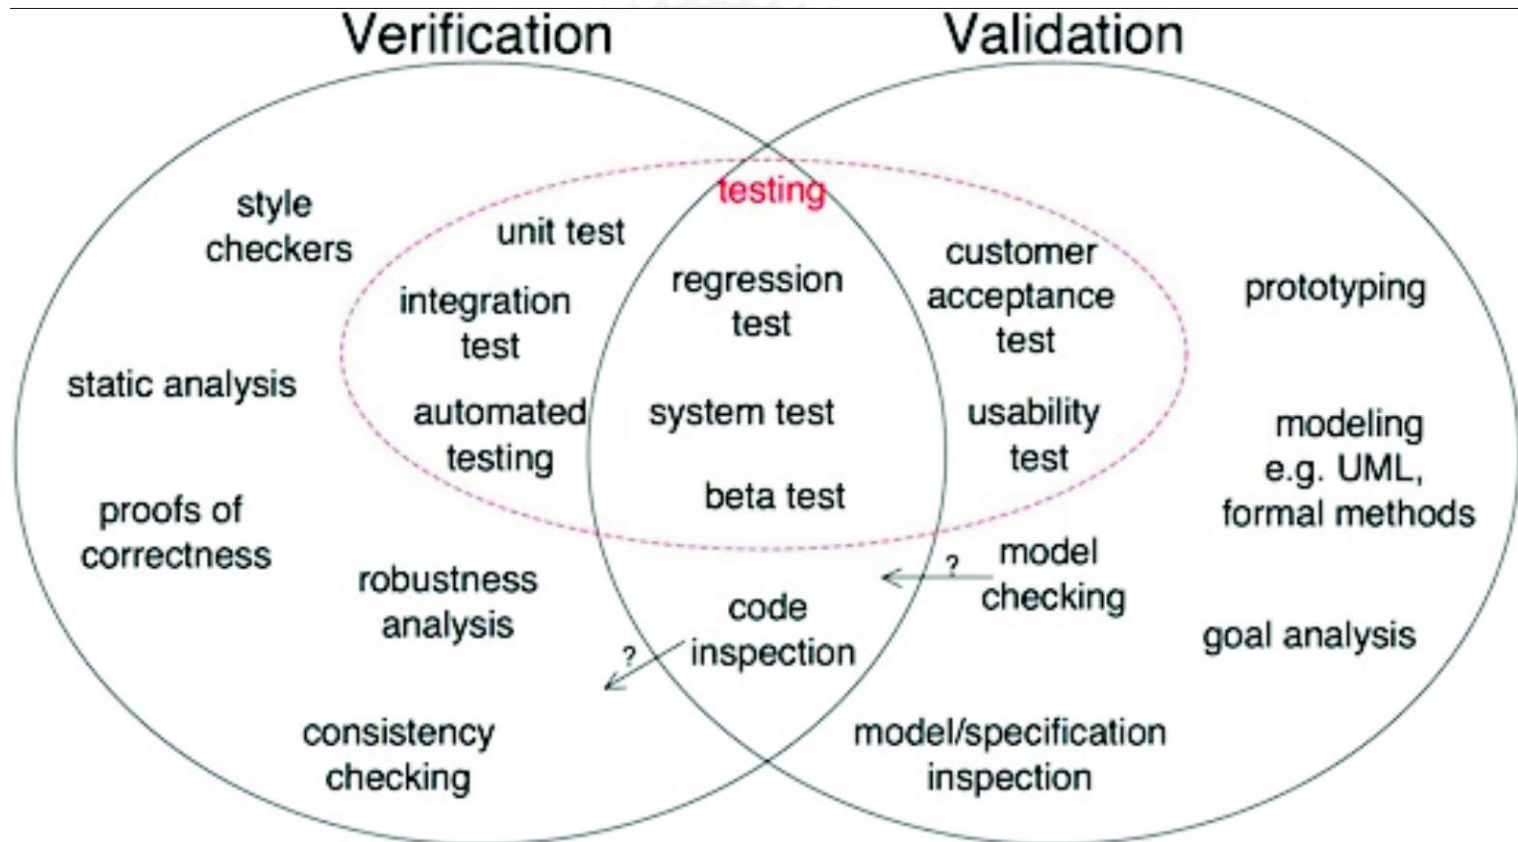 Verification
Validation
style
checkers
static analysis
proofs of
correctness
robustness
analysis
consistency
checking
unit test
integration
test
automated
testing
testing
regression
test
system test
beta test
code
inspection
?
customer
acceptance
test
usability
test
?
model
checking
model/specification
inspection
prototyping
modeling
e.g. UML,
formal methods
goal analysis